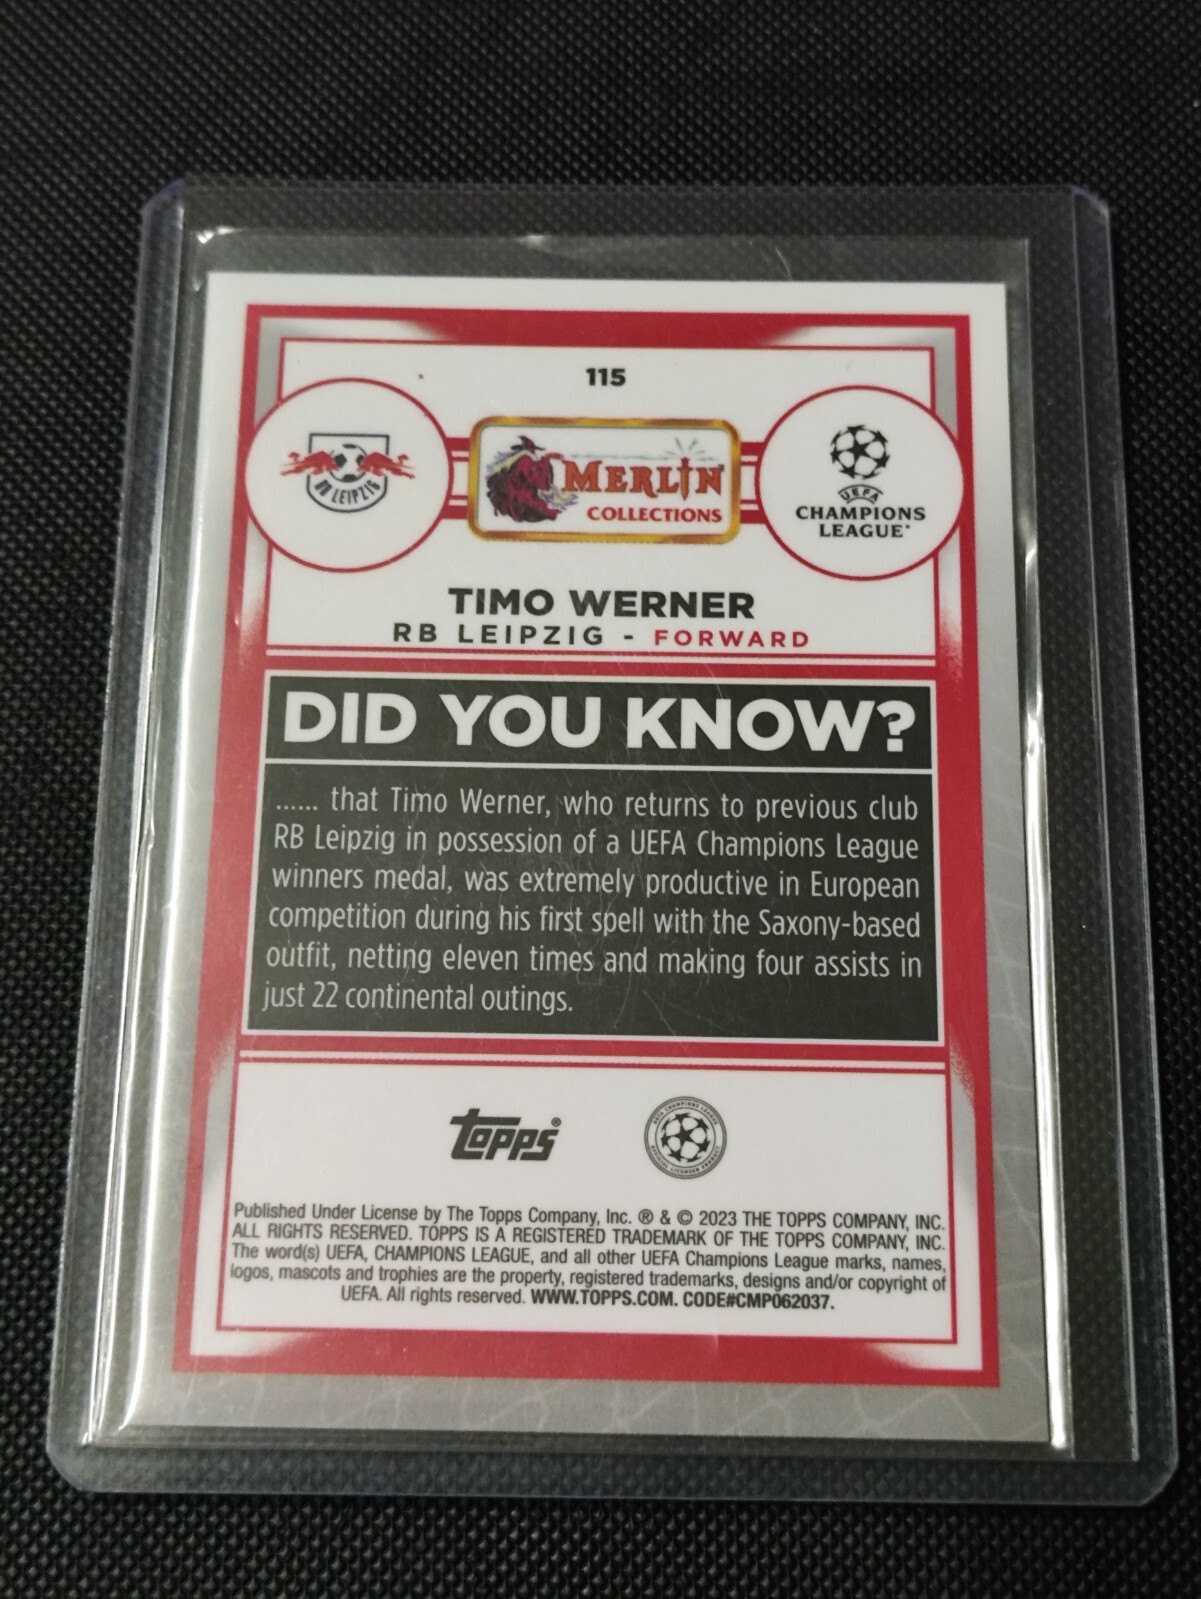 115
RB LEIPZIG
MERLIN
COLLECTIONS
UEFA
CHAMPIONS
LEAGUE®
TIMO WERNER
RB LEIPZIG - FORWARD
DID YOU KNOW?
...... that Timo Werner, who returns to previous club
RB Leipzig in possession of a UEFA Champions League
winners medal, was extremely productive in European
competition during his first spell with the Saxony-based
outfit, netting eleven times and making four assists in
just 22 continental outings.
topps®
UEFA CHAMPIONS LEAGUE
OFFICIAL LICENSED PRODUCT
Published Under License by The Topps Company, Inc. ® & © 2023 THE TOPPS COMPANY, INC.
ALL RIGHTS RESERVED. TOPPS IS A REGISTERED TRADEMARK OF THE TOPPS COMPANY, INC.
The word(s) UEFA, CHAMPIONS LEAGUE, and all other UEFA Champions League marks, names,
logos, mascots and trophies are the property, registered trademarks, designs and/or copyright of
UEFA. All rights reserved. WWW.TOPPS.COM. CODE#CMP062037.